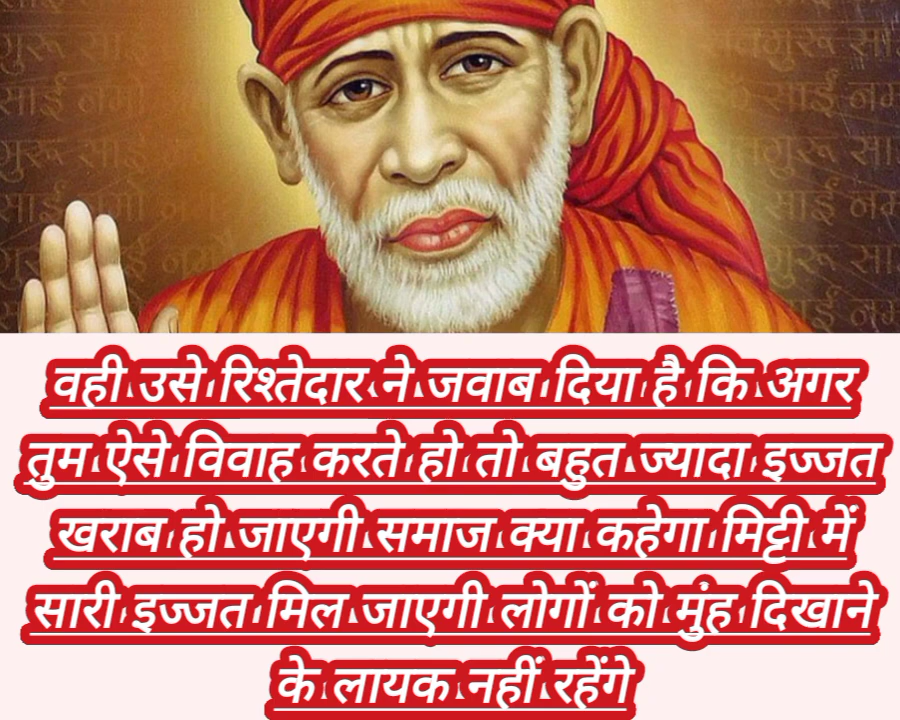 वही उसे रिश्तेदार ने जवाब दिया है कि अगर
तुम ऐसे विवाह करते हो तो बहुत ज्यादा इज्जत
खराब हो जाएगी समाज क्या कहेगा मिट्टी में
सारी इज्जत मिल जाएगी लोगों को मुंह दिखाने
के लायक नहीं रहेंगे